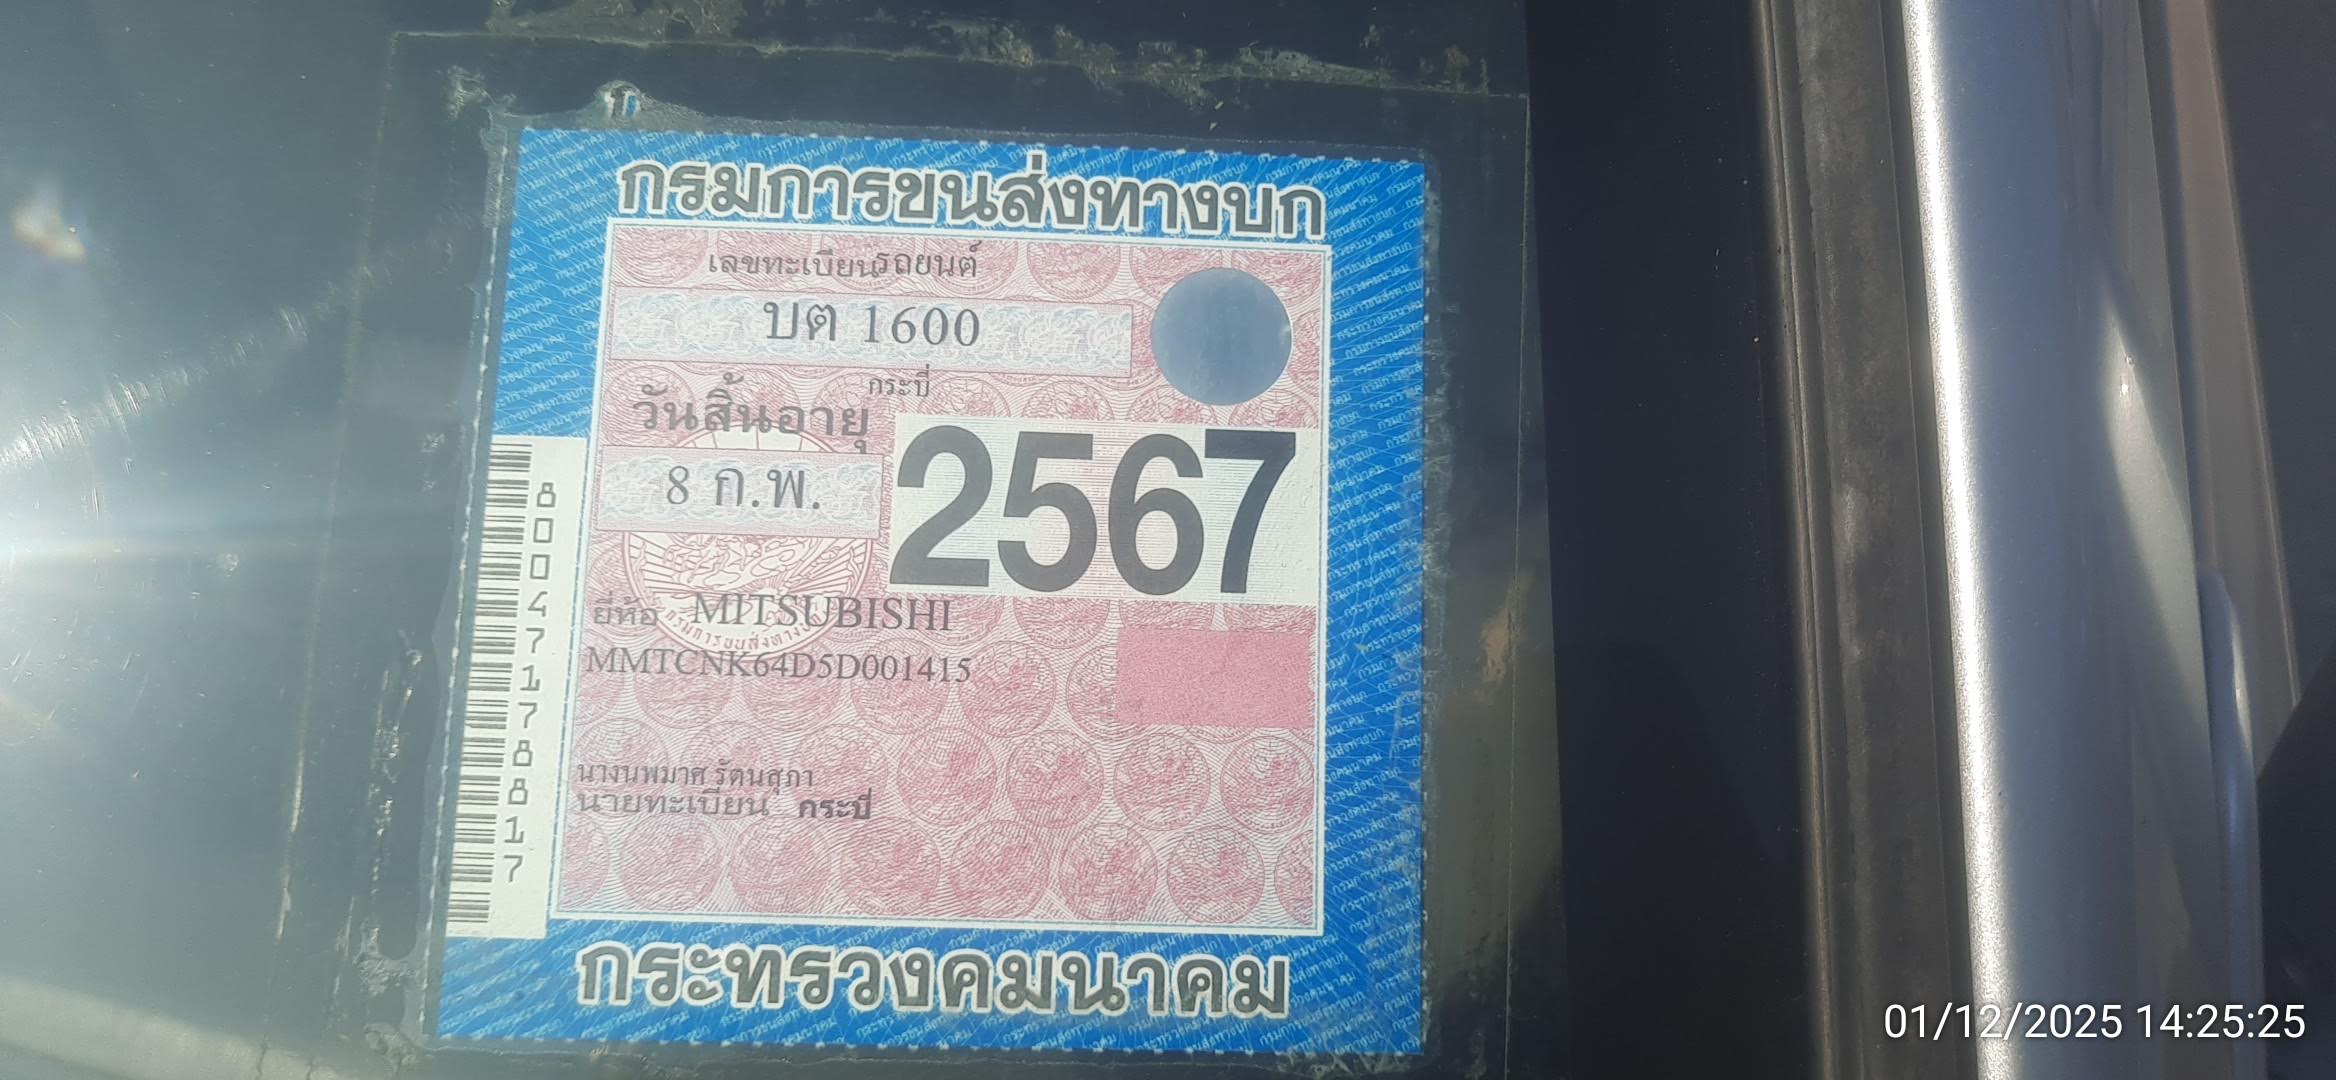 กรมการขนส่งทางบก
เลขทะเบียนรถยนต์
บต 1600
กระบี่
วันสิ้นอายุ
8 ก.พ.
2567
ยี่ห้อ MITSUBISHI
MMTCNK64D5D001415
นางนพมาศ รัตนสุภา
นายทะเบียน กระบี่
80047178817
กระทรวงคมนาคม
01/12/2025 14:25:25